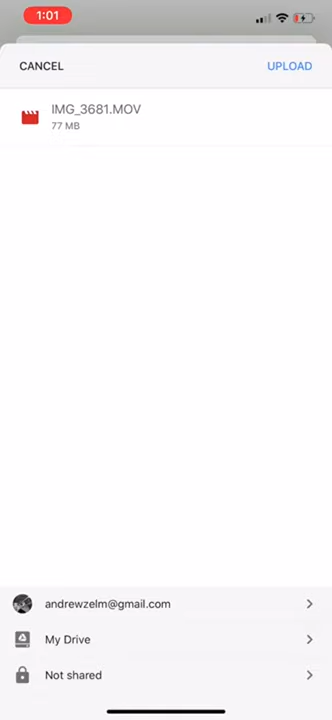 1:01
CANCEL
UPLOAD
IMG_3681.MOV
77 MB
andrewzelm@gmail.com
My Drive
Not shared